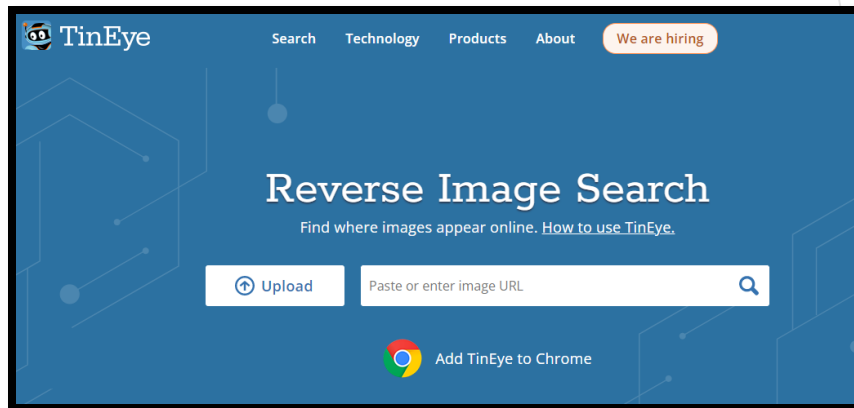 TinEye
Search Technology Products About We are hiring
Reverse Image Search
Find where images appear online. How to use TinEye.
Upload
Paste or enter image URL
Add TinEye to Chrome